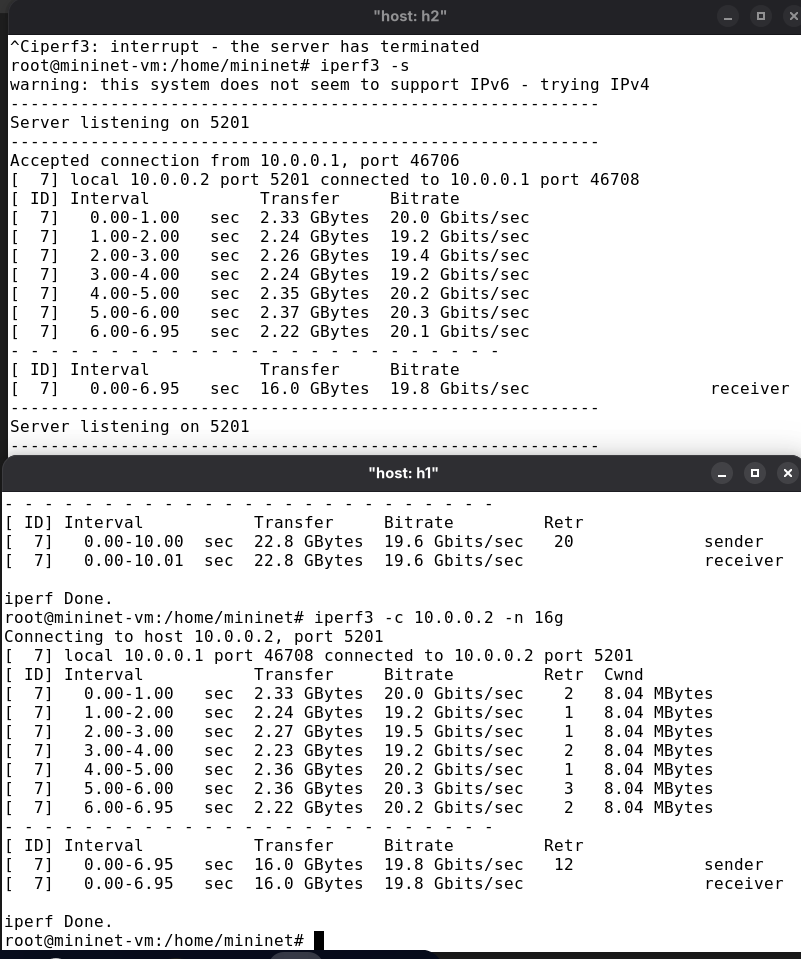 "host: h2"
^Ciperf3: interrupt - the server has terminated
root@mininet-vm:/home/mininet# iperf3 -s
warning: this system does not seem to support IPv6 - trying IPv4
-----------------------------------------------------------
Server listening on 5201
-----------------------------------------------------------
Accepted connection from 10.0.0.1, port 46706
[  7] local 10.0.0.2 port 5201 connected to 10.0.0.1 port 46708
[ ID] Interval           Transfer     Bitrate
[  7]   0.00-1.00   sec  2.33 GBytes  20.0 Gbits/sec
[  7]   1.00-2.00   sec  2.24 GBytes  19.2 Gbits/sec
[  7]   2.00-3.00   sec  2.26 GBytes  19.4 Gbits/sec
[  7]   3.00-4.00   sec  2.24 GBytes  19.2 Gbits/sec
[  7]   4.00-5.00   sec  2.35 GBytes  20.2 Gbits/sec
[  7]   5.00-6.00   sec  2.37 GBytes  20.3 Gbits/sec
[  7]   6.00-6.95   sec  2.22 GBytes  20.1 Gbits/sec
- - - - - - - - - - - - - - - - - - - - - - - - -
[ ID] Interval           Transfer     Bitrate
[  7]   0.00-6.95   sec  16.0 GBytes  19.8 Gbits/sec                  receiver
-----------------------------------------------------------
Server listening on 5201
-----------------------------------------------------------
"host: h1"
- - - - - - - - - - - - - - - - - - - - - - - - -
[ ID] Interval           Transfer     Bitrate         Retr
[  7]   0.00-10.00  sec  22.8 GBytes  19.6 Gbits/sec   20             sender
[  7]   0.00-10.01  sec  22.8 GBytes  19.6 Gbits/sec                  receiver
iperf Done.
root@mininet-vm:/home/mininet# iperf3 -c 10.0.0.2 -n 16g
Connecting to host 10.0.0.2, port 5201
[  7] local 10.0.0.1 port 46708 connected to 10.0.0.2 port 5201
[ ID] Interval           Transfer     Bitrate         Retr  Cwnd
[  7]   0.00-1.00   sec  2.33 GBytes  20.0 Gbits/sec    2   8.04 MBytes
[  7]   1.00-2.00   sec  2.24 GBytes  19.2 Gbits/sec    1   8.04 MBytes
[  7]   2.00-3.00   sec  2.27 GBytes  19.5 Gbits/sec    1   8.04 MBytes
[  7]   3.00-4.00   sec  2.23 GBytes  19.2 Gbits/sec    2   8.04 MBytes
[  7]   4.00-5.00   sec  2.36 GBytes  20.2 Gbits/sec    1   8.04 MBytes
[  7]   5.00-6.00   sec  2.36 GBytes  20.3 Gbits/sec    3   8.04 MBytes
[  7]   6.00-6.95   sec  2.22 GBytes  20.2 Gbits/sec    2   8.04 MBytes
- - - - - - - - - - - - - - - - - - - - - - - - -
[ ID] Interval           Transfer     Bitrate         Retr
[  7]   0.00-6.95   sec  16.0 GBytes  19.8 Gbits/sec   12             sender
[  7]   0.00-6.95   sec  16.0 GBytes  19.8 Gbits/sec                  receiver
iperf Done.
root@mininet-vm:/home/mininet#